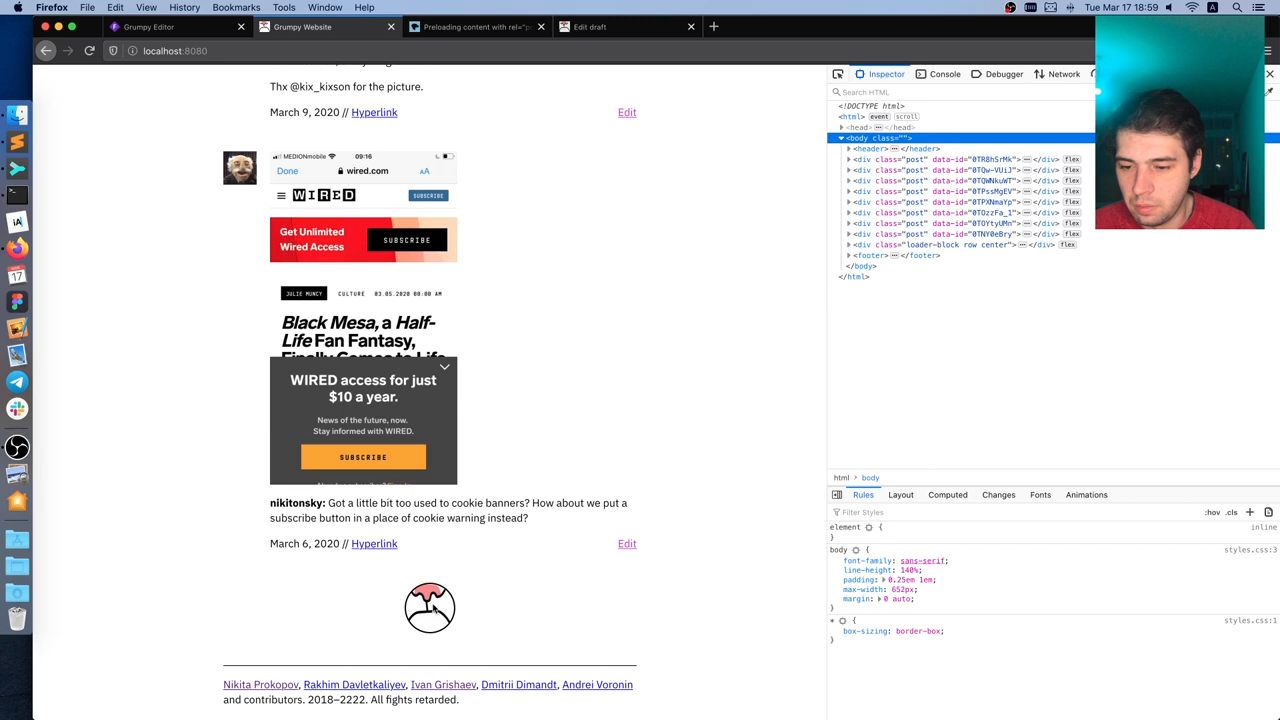 Firefox File Edit View History Bookmarks Tools Window Help
Grumpy Editor
Grumpy Website
Preloading content with rel="p
Edit draft
localhost:8080
Thx @kix_kixson for the picture.
March 9, 2020 // Hyperlink
Edit
MEDIONmobile 09:16
Done wired.com AA
WIRED SUBSCRIBE
Get Unlimited
Wired Access
SUBSCRIBE
JULIE MUNCY CULTURE 03.05.2020 08:00 AM
Black Mesa, a Half-
Life Fan Fantasy,
Finally Comes to Life
WIRED access for just
$10 a year.
News of the future, now.
Stay informed with WIRED.
SUBSCRIBE
nikitonsky: Got a little bit too used to cookie banners? How about we put a
subscribe button in a place of cookie warning instead?
March 6, 2020 // Hyperlink
Edit
Nikita Prokopov, Rakhim Davletkaliyev, Ivan Grishaev, Dmitrii Dimandt, Andrei Voronin
and contributors. 2018–2222. All fights retarded.
Inspector Console Debugger Network
Search HTML
<!DOCTYPE html>
<html> event scroll
<head> </head>
<body class="">
<header> </header>
<div class="post" data-id="0TR8hSrMk"> </div> flex
<div class="post" data-id="0TQw-VUiJ"> </div> flex
<div class="post" data-id="0TQWNkuWT"> </div> flex
<div class="post" data-id="0TPssMgEV"> </div> flex
<div class="post" data-id="0TPXNmaYp"> </div> flex
<div class="post" data-id="0TOzzFa_1"> </div> flex
<div class="post" data-id="0TOYtyUMn"> </div> flex
<div class="post" data-id="0TNY0eBry"> </div> flex
<div class="loader-block row center"> </div> flex
<footer> </footer>
</body>
</html>
html > body
Rules Layout Computed Changes Fonts Animations
Filter Styles :hov .cls
element { inline
}
body { styles.css:3
font-family: sans-serif;
line-height: 140%;
padding: 0.25em 1em;
max-width: 652px;
margin: 0 auto;
}
* { styles.css:1
box-sizing: border-box;
}
iA
17